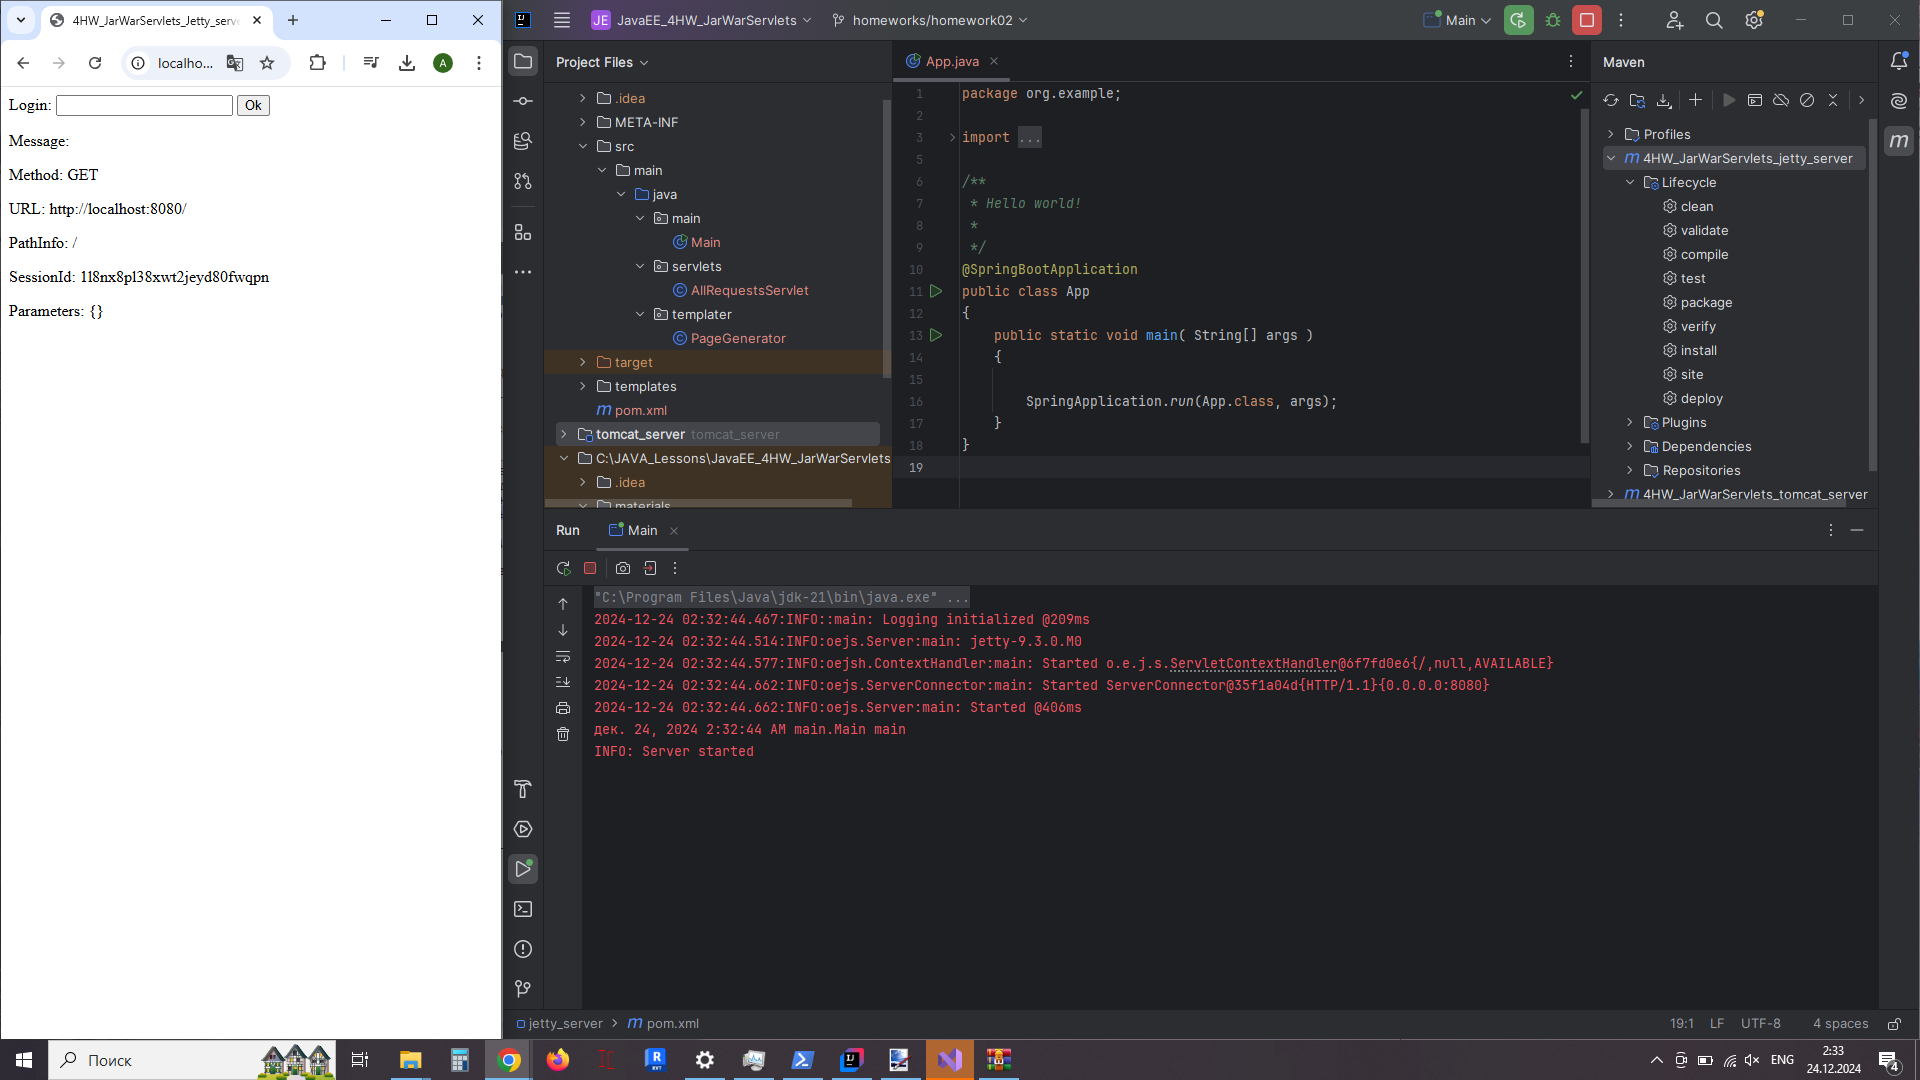 4HW_JarWarServlets_Jetty_serve
localho...
A
Login:
Ok
Message:
Method: GET
URL: http://localhost:8080/
PathInfo: /
SessionId: 1l8nx8pl38xwt2jeyd80fwqpn
Parameters: {}
JE
JavaEE_4HW_JarWarServlets
homeworks/homework02
Main
Project Files
.idea
META-INF
src
main
java
main
Main
servlets
AllRequestsServlet
templater
PageGenerator
target
templates
pom.xml
tomcat_server tomcat_server
C:\JAVA_Lessons\JavaEE_4HW_JarWarServlets
.idea
materials
App.java
1 package org.example;
2
3 import ...
5
6 /**
7 * Hello world!
8 *
9 */
10 @SpringBootApplication
11 public class App
12 {
13 public static void main( String[] args )
14 {
15
16 SpringApplication.run(App.class, args);
17 }
18 }
19
Maven
Profiles
4HW_JarWarServlets_jetty_server
Lifecycle
clean
validate
compile
test
package
verify
install
site
deploy
Plugins
Dependencies
Repositories
4HW_JarWarServlets_tomcat_server
Run
Main
"C:\Program Files\Java\jdk-21\bin\java.exe" ...
2024-12-24 02:32:44.467:INFO::main: Logging initialized @209ms
2024-12-24 02:32:44.514:INFO:oejs.Server:main: jetty-9.3.0.M0
2024-12-24 02:32:44.577:INFO:oejsh.ContextHandler:main: Started o.e.j.s.ServletContextHandler@6f7fd0e6{/,null,AVAILABLE}
2024-12-24 02:32:44.662:INFO:oejs.ServerConnector:main: Started ServerConnector@35f1a04d{HTTP/1.1}{0.0.0.0:8080}
2024-12-24 02:32:44.662:INFO:oejs.Server:main: Started @406ms
дек. 24, 2024 2:32:44 AM main.Main main
INFO: Server started
jetty_server
pom.xml
19:1
LF
UTF-8
4 spaces
Поиск
ENG
2:33
24.12.2024
4